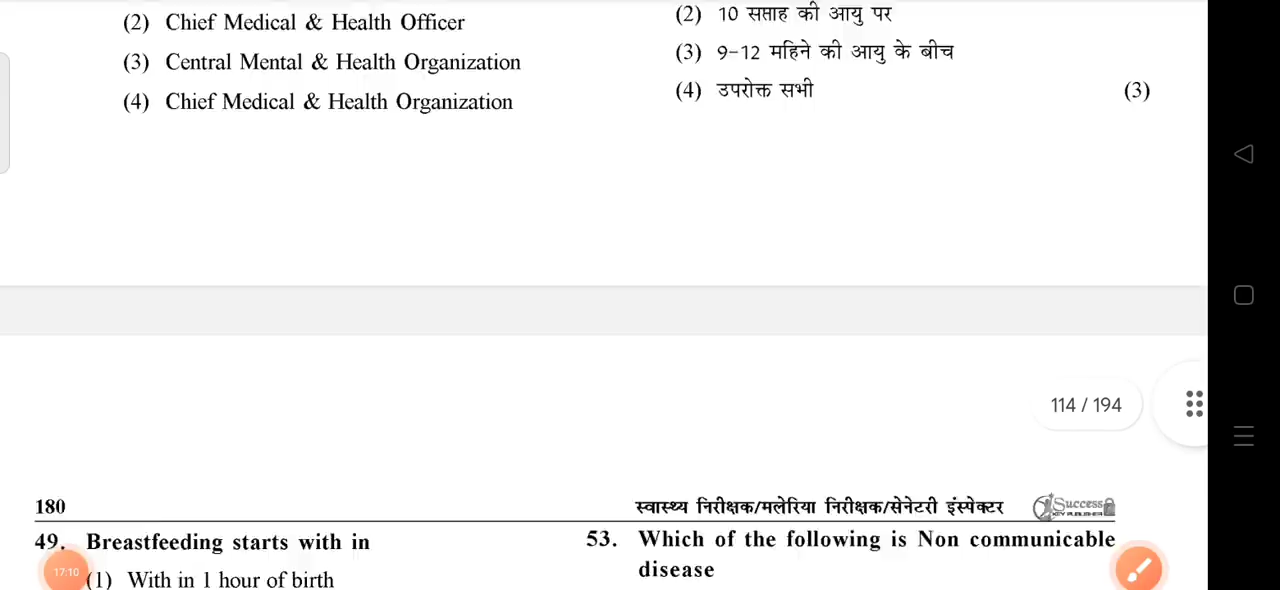 (2) Chief Medical & Health Officer
(3) Central Mental & Health Organization
(4) Chief Medical & Health Organization
(2) 10 सप्ताह की आयु पर
(3) 9-12 महिने की आयु के बीच
(4) उपरोक्त सभी (3)
114 / 194
180
स्वास्थ्य निरीक्षक/मलेरिया निरीक्षक/सेनेटरी इंस्पेक्टर
Success
KEY PUBLISHER
49. Breastfeeding starts with in
(1) With in 1 hour of birth
17:10
53. Which of the following is Non communicable
disease